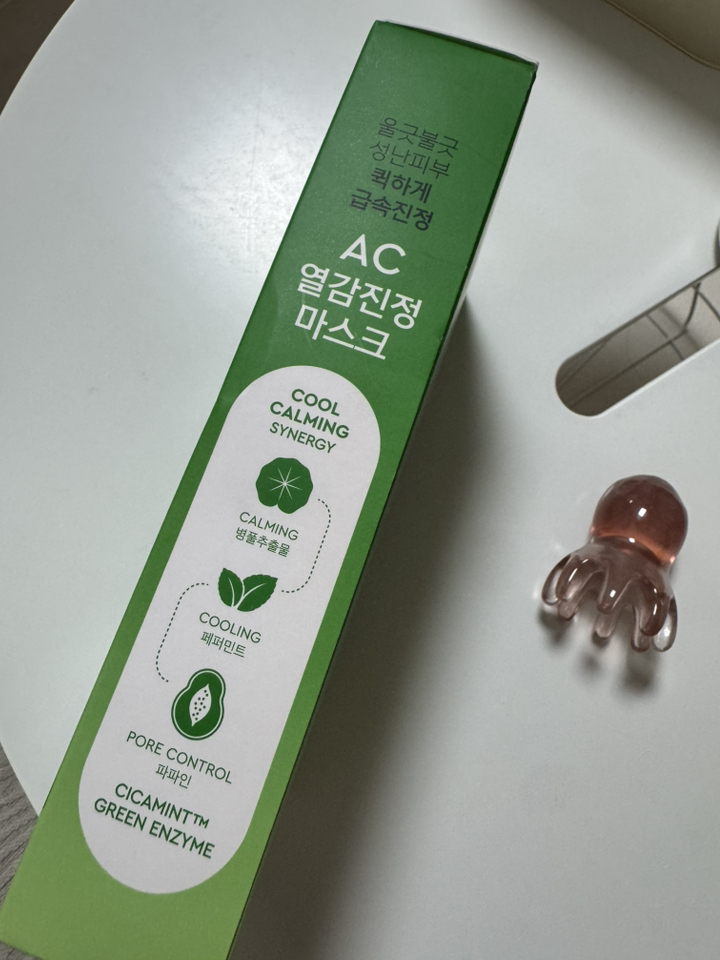 울긋불긋
성난피부
퀵하게
급속진정
AC
열감진정
마스크
COOL
CALMING
SYNERGY
CALMING
병풀추출물
COOLING
페퍼민트
PORE CONTROL
파파인
CICAMINT™
GREEN ENZYME